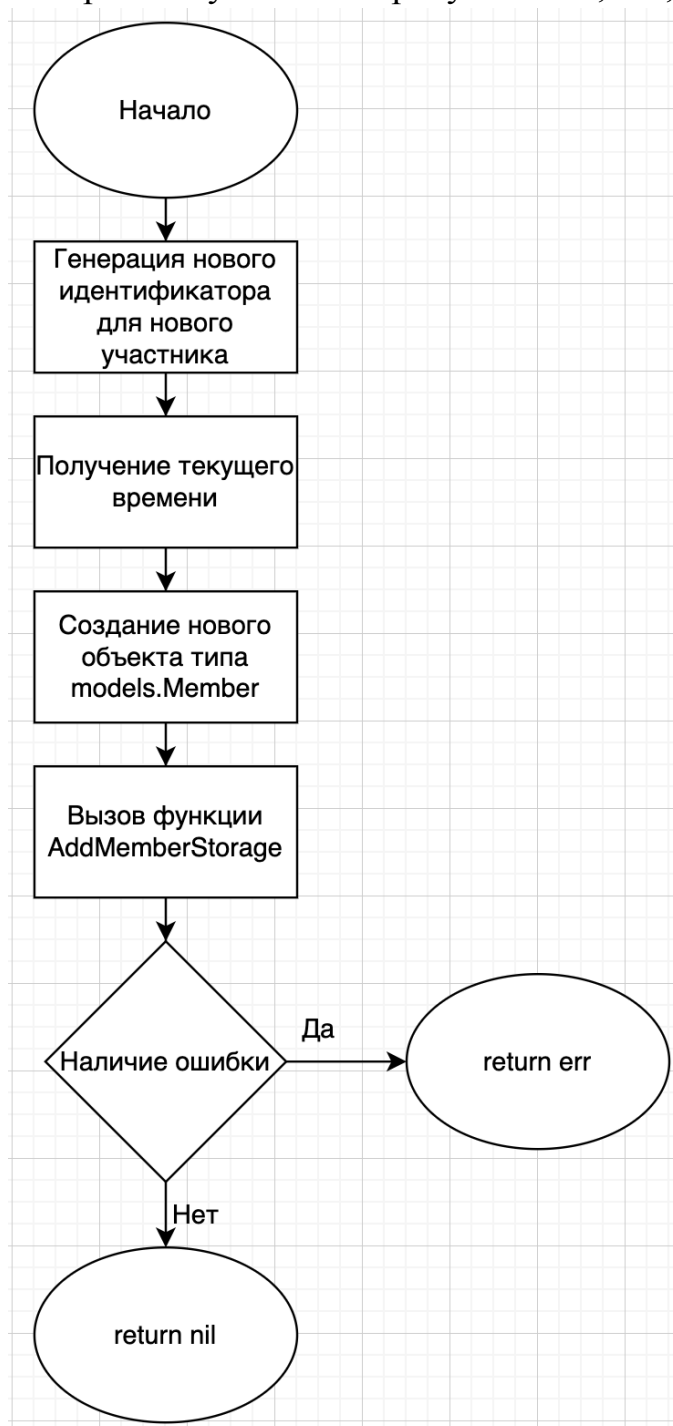 Начало
Генерация нового
идентификатора
для нового
участника
Получение текущего
времени
Создание нового
объекта типа
models.Member
Вызов функции
AddMemberStorage
Наличие ошибки
Да
return err
Нет
return nil